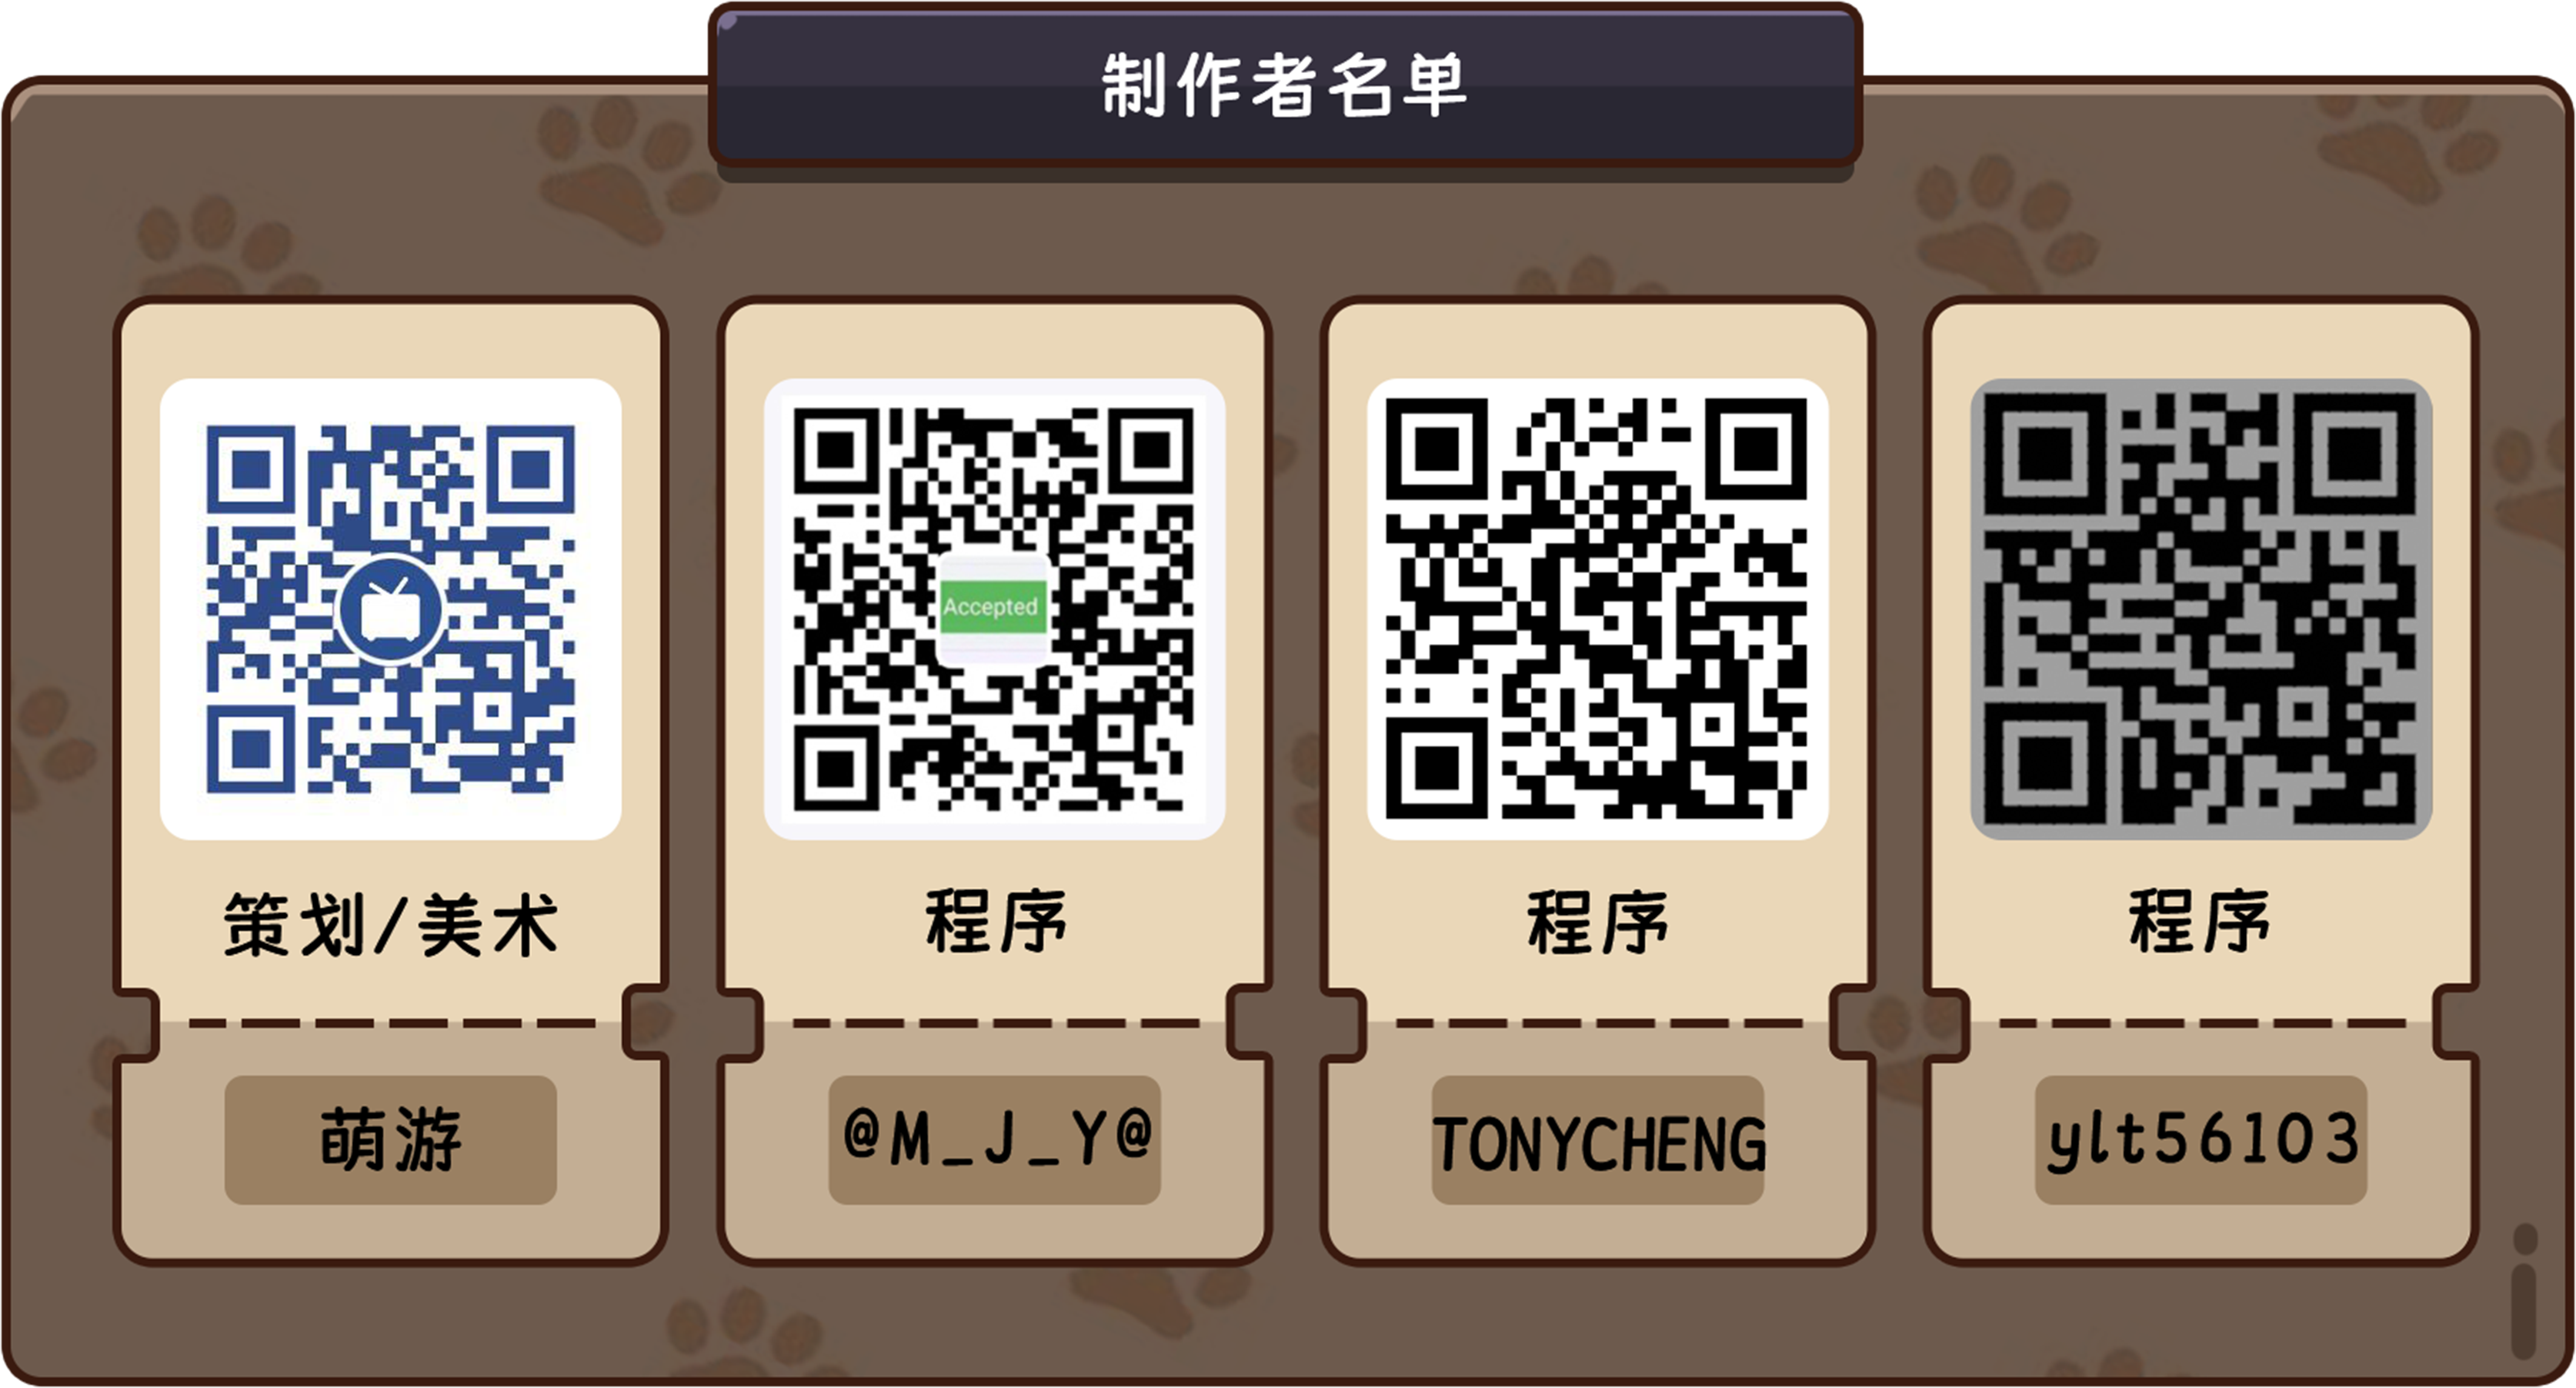 制作者名单
Accepted
策划/美术
程序
程序
程序
萌游
@M_J_Y@
TONYCHENG
ylt56103